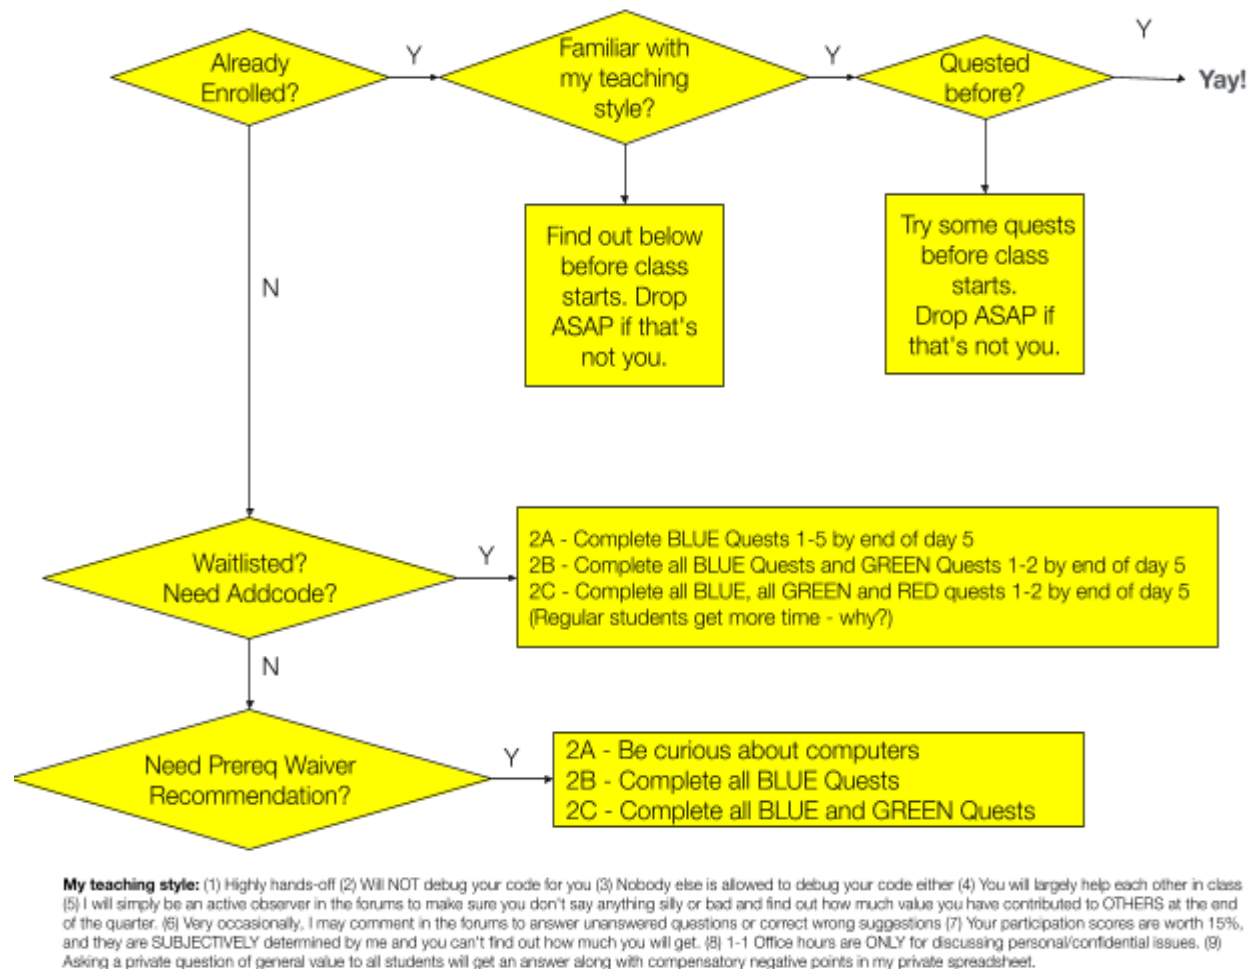 Already
Enrolled?
Y
Familiar with
my teaching
style?
Y
Quested
before?
Y
Yay!
Find out below
before class
starts. Drop
ASAP if that's
not you.
Try some quests
before class
starts.
Drop ASAP if
that's not you.
N
Waitlisted?
Need Addcode?
Y
2A - Complete BLUE Quests 1-5 by end of day 5
2B - Complete all BLUE Quests and GREEN Quests 1-2 by end of day 5
2C - Complete all BLUE, all GREEN and RED quests 1-2 by end of day 5
(Regular students get more time - why?)
N
Need Prereq Waiver
Recommendation?
Y
2A - Be curious about computers
2B - Complete all BLUE Quests
2C - Complete all BLUE and GREEN Quests
My teaching style: (1) Highly hands-off (2) Will NOT debug your code for you (3) Nobody else is allowed to debug your code either (4) You will largely help each other in class
(5) I will simply be an active observer in the forums to make sure you don't say anything silly or bad and find out how much value you have contributed to OTHERS at the end
of the quarter. (6) Very occasionally, I may comment in the forums to answer unanswered questions or correct wrong suggestions (7) Your participation scores are worth 15%,
and they are SUBJECTIVELY determined by me and you can't find out how much you will get. (8) 1-1 Office hours are ONLY for discussing personal/confidential issues. (9)
Asking a private question of general value to all students will get an answer along with compensatory negative points in my private spreadsheet.